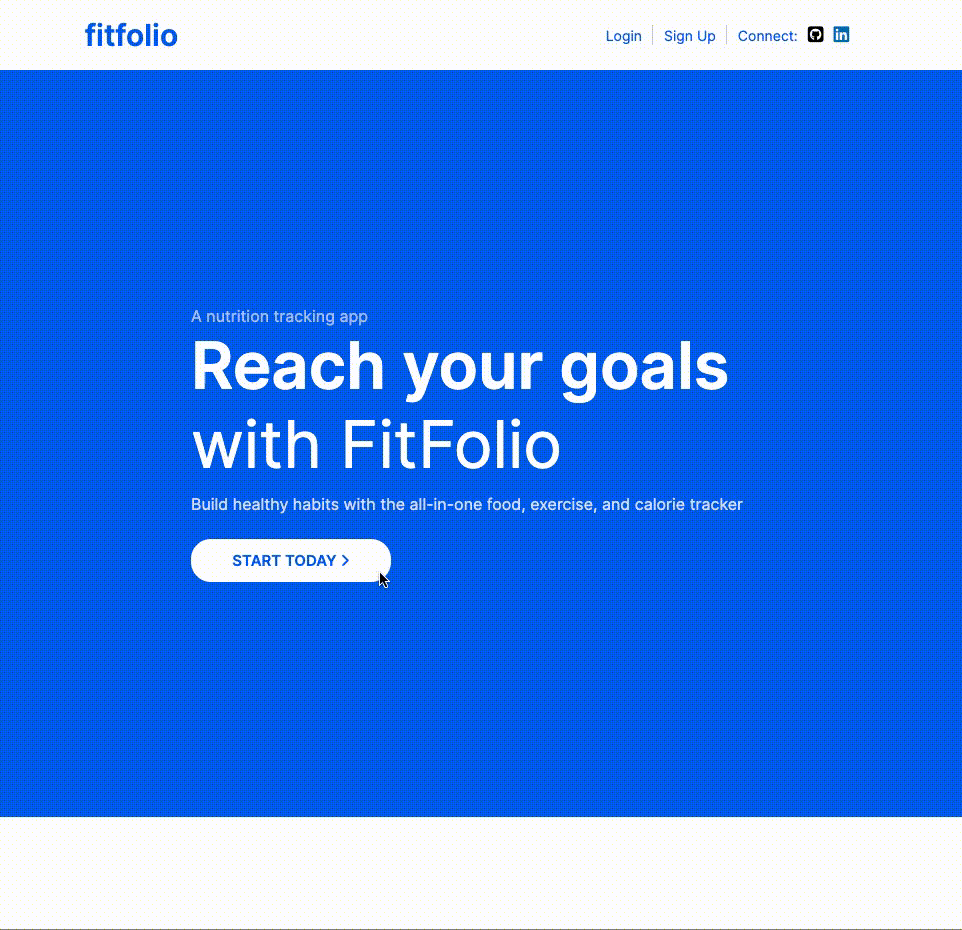 fitfolio
Login Sign Up Connect:
A nutrition tracking app
Reach your goals
with FitFolio
Build healthy habits with the all-in-one food, exercise, and calorie tracker
START TODAY